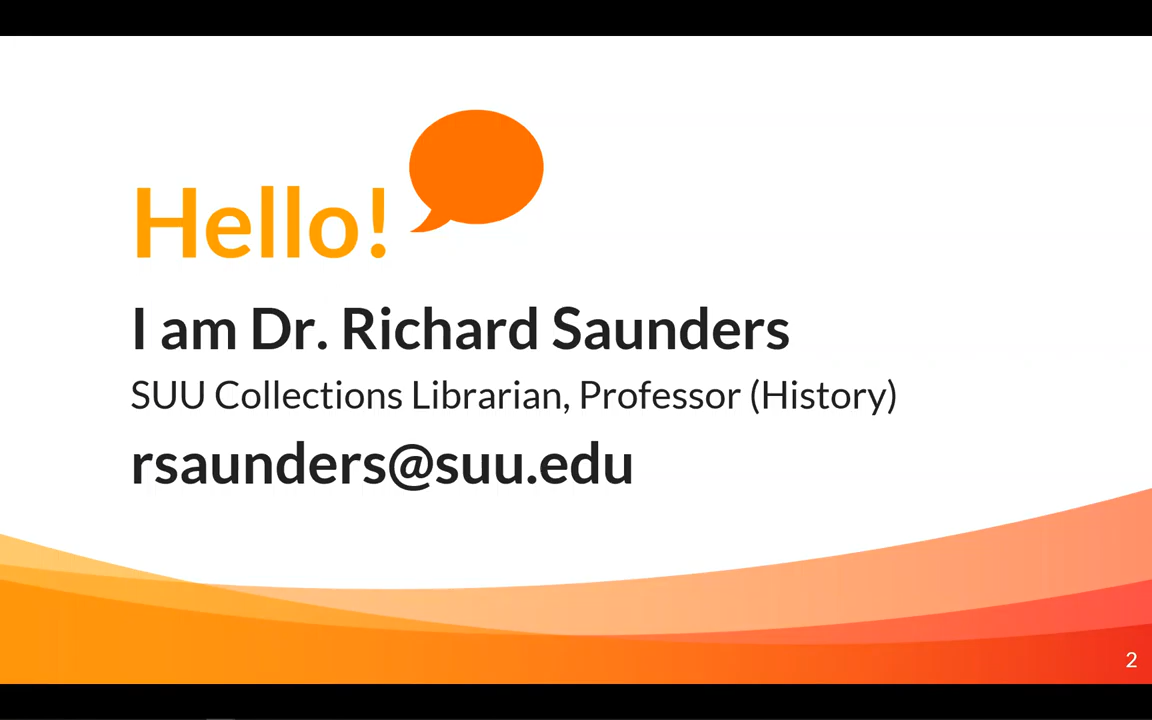 Hello!
I am Dr. Richard Saunders
SUU Collections Librarian, Professor (History)
rsaunders@suu.edu
2